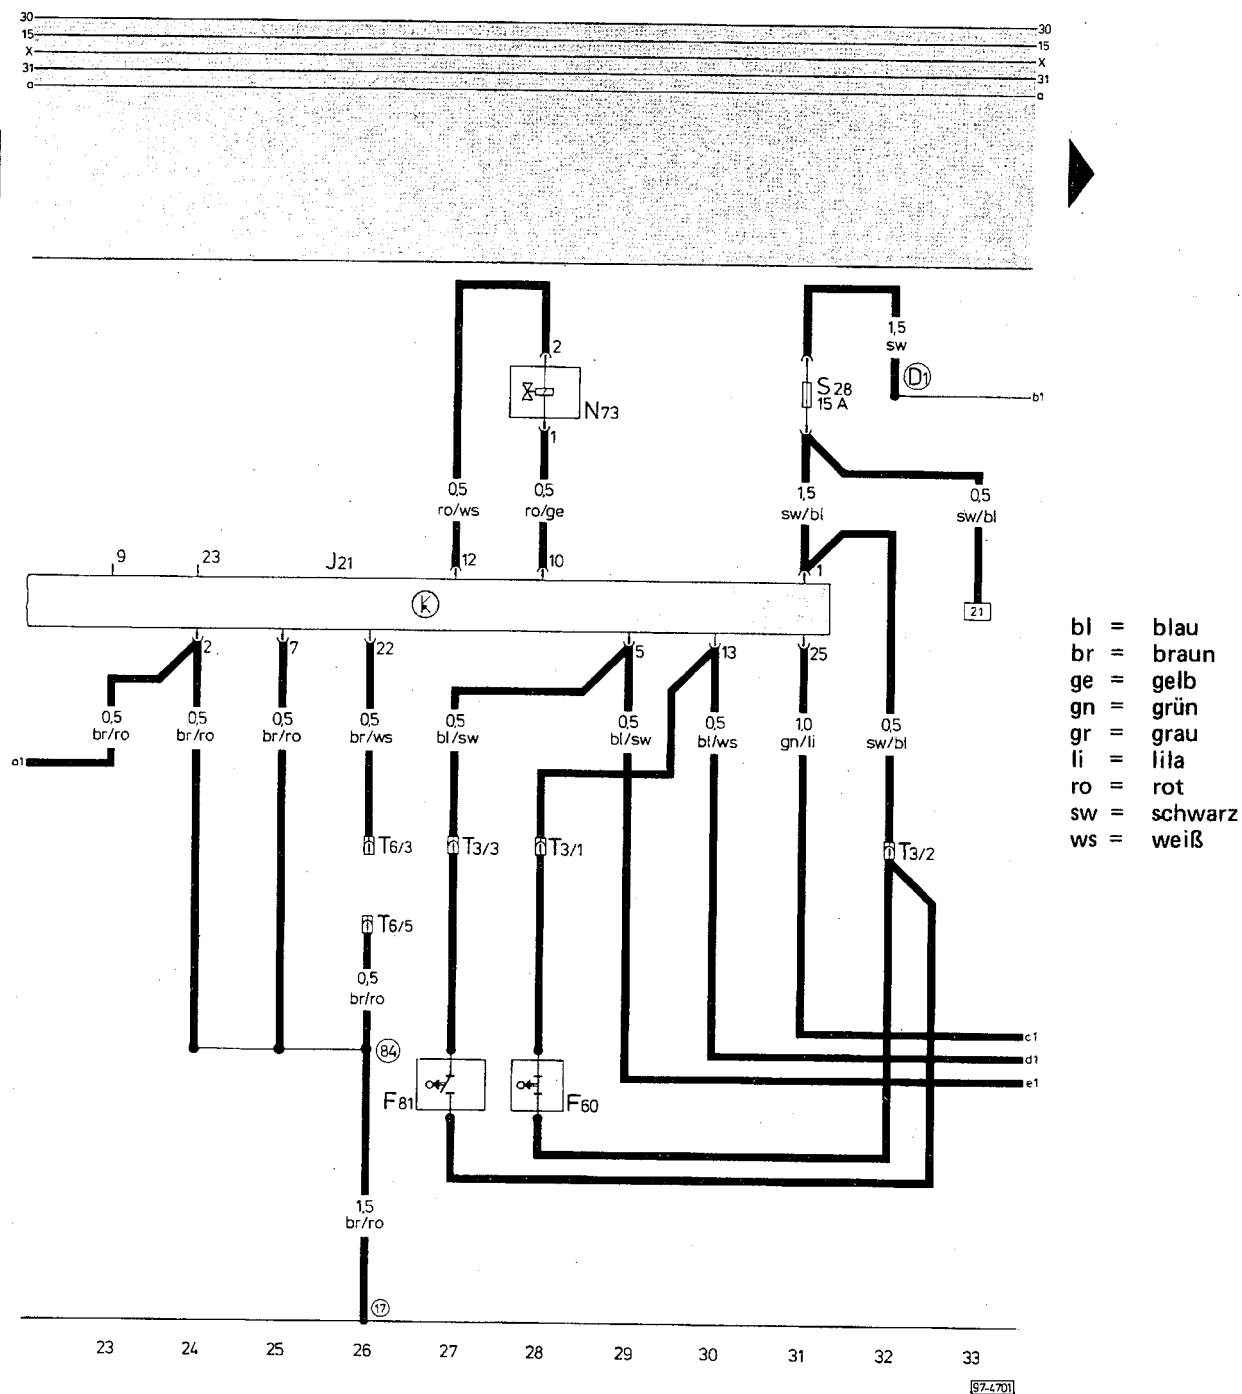 30 30
15 15
X X
31 31
a a
2
1,5
sw
D1
S28
15 A
b1
N73
1
0,5
ro/ws
0,5
ro/ge
1,5
sw/bl
0,5
sw/bl
9 23 J21 12 10 1
k
21
2 7 22 5 13 25
0,5
br/ro
0,5
br/ro
0,5
br/ro
0,5
br/ws
0,5
bl/sw
0,5
bl/sw
0,5
bl/ws
1,0
gn/li
0,5
sw/bl
a1
T6/3 T3/3 T3/1 T3/2
T6/5
0,5
br/ro
84
c1
d1
e1
F81 F60
1,5
br/ro
17
23 24 25 26 27 28 29 30 31 32 33
97-4701
bl = blau
br = braun
ge = gelb
gn = grün
gr = grau
li = lila
ro = rot
sw = schwarz
ws = weiß